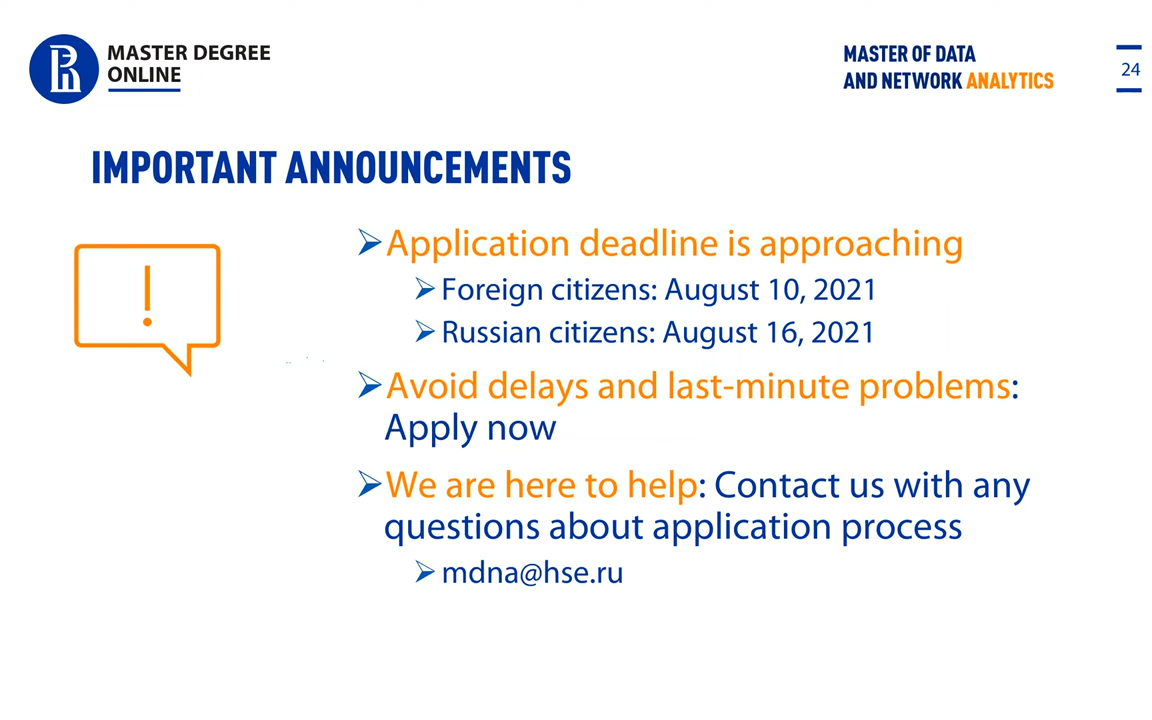 MASTER DEGREE
ONLINE
MASTER OF DATA
AND NETWORK ANALYTICS
24
IMPORTANT ANNOUNCEMENTS
!
Application deadline is approaching
Foreign citizens: August 10, 2021
Russian citizens: August 16, 2021
Avoid delays and last-minute problems:
Apply now
We are here to help: Contact us with any
questions about application process
mdna@hse.ru